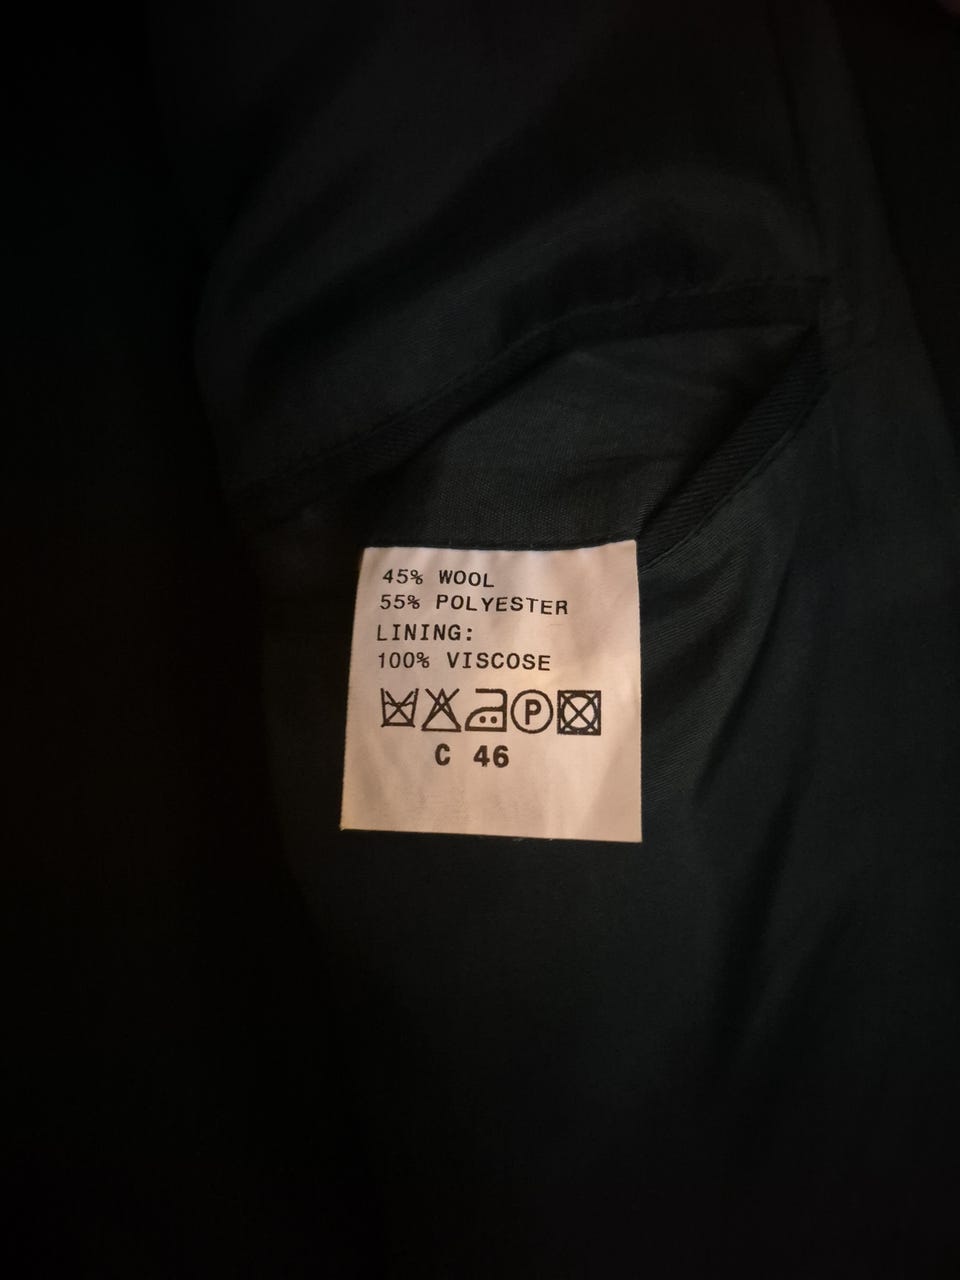 45% WOOL
55% POLYESTER
LINING:
100% VISCOSE
P
C 46